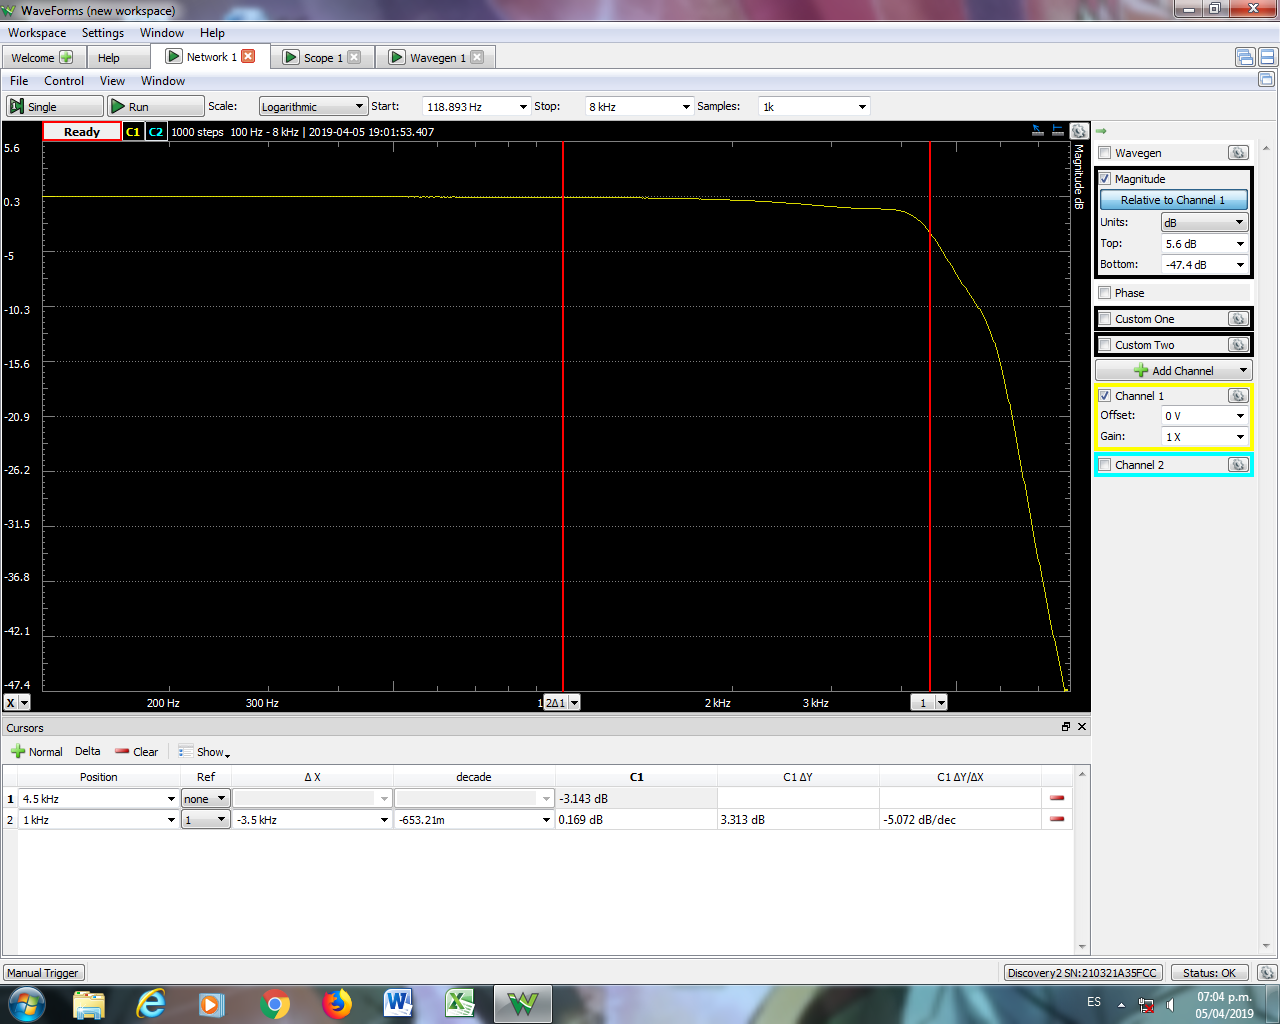 WaveForms (new workspace)
Workspace Settings Window Help
Welcome Help Network 1 Scope 1 Wavegen 1
File Control View Window
Single Run Scale: Logarithmic Start: 118.893 Hz Stop: 8 kHz Samples: 1k
Ready C1 C2 1000 steps 100 Hz - 8 kHz | 2019-04-05 19:01:53.407
5.6
0.3
-5
-10.3
-15.6
-20.9
-26.2
-31.5
-36.8
-42.1
-47.4
Magnitude dB
X 200 Hz 300 Hz 1 2Δ1 2 kHz 3 kHz 1
Wavegen
Magnitude
Relative to Channel 1
Units: dB
Top: 5.6 dB
Bottom: -47.4 dB
Phase
Custom One
Custom Two
Add Channel
Channel 1
Offset: 0 V
Gain: 1 X
Channel 2
Cursors
Normal Delta Clear Show
Position Ref Δ X decade C1 C1 ΔY C1 ΔY/ΔX
1 4.5 kHz none -3.143 dB
2 1 kHz 1 -3.5 kHz -653.21m 0.169 dB 3.313 dB -5.072 dB/dec
Manual Trigger Discovery2 SN:210321A35FCC Status: OK
ES 07:04 p.m.
05/04/2019